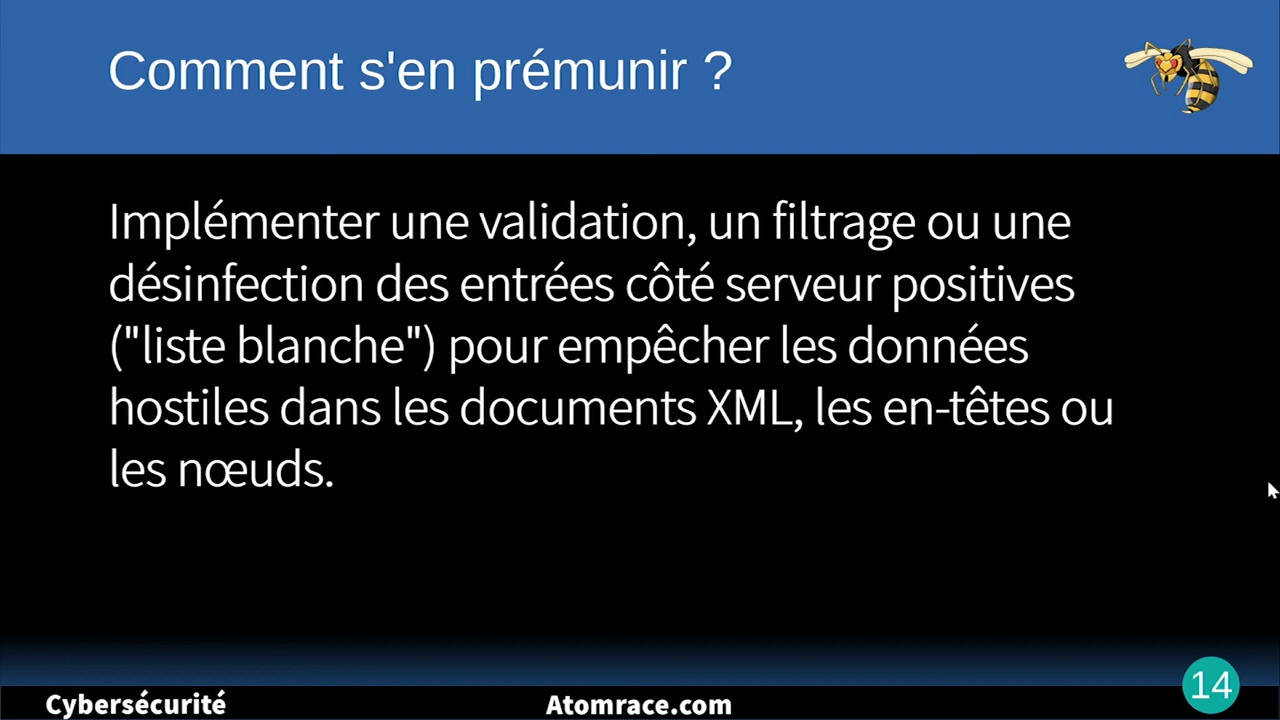 Comment s'en prémunir ?
Implémenter une validation, un filtrage ou une
désinfection des entrées côté serveur positives
("liste blanche") pour empêcher les données
hostiles dans les documents XML, les en-têtes ou
les nœuds.
Cybersécurité
Atomrace.com
14